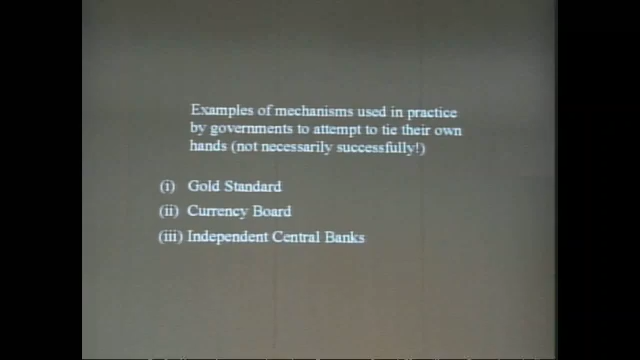 Examples of mechanisms used in practice
by governments to attempt to tie their own
hands (not necessarily successfully!)
(i) Gold Standard
(ii) Currency Board
(iii) Independent Central Banks